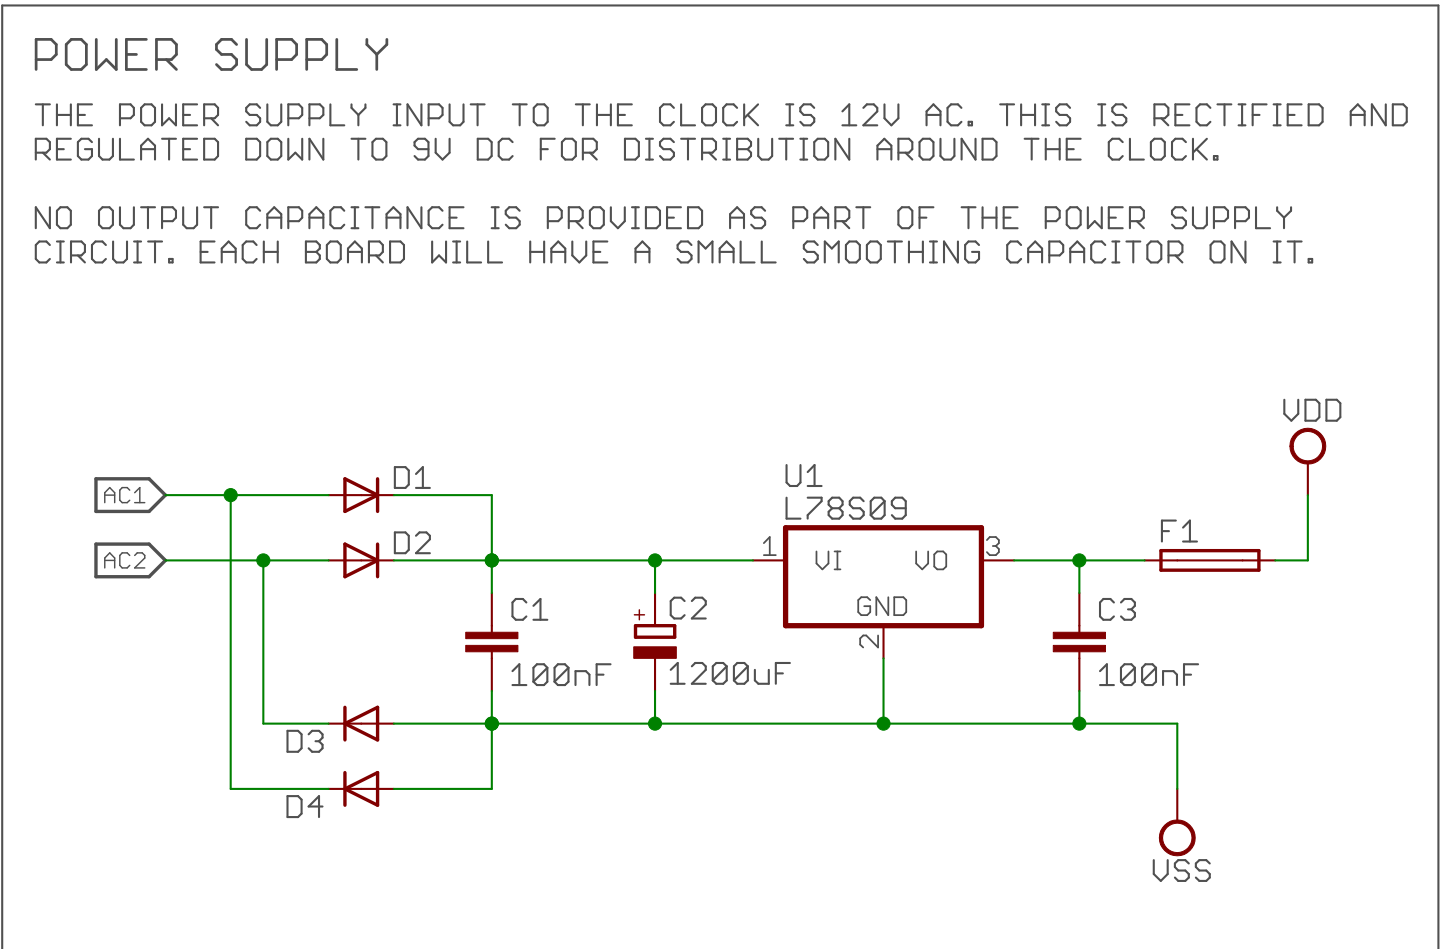 POWER SUPPLY
THE POWER SUPPLY INPUT TO THE CLOCK IS 12V AC. THIS IS RECTIFIED AND
REGULATED DOWN TO 9V DC FOR DISTRIBUTION AROUND THE CLOCK.
NO OUTPUT CAPACITANCE IS PROVIDED AS PART OF THE POWER SUPPLY
CIRCUIT. EACH BOARD WILL HAVE A SMALL SMOOTHING CAPACITOR ON IT.
VDD
AC1
D1
U1
L78S09
AC2
D2
1
VI
VO
3
F1
GND
2
C1
100nF
+
C2
1200uF
C3
100nF
D3
D4
VSS